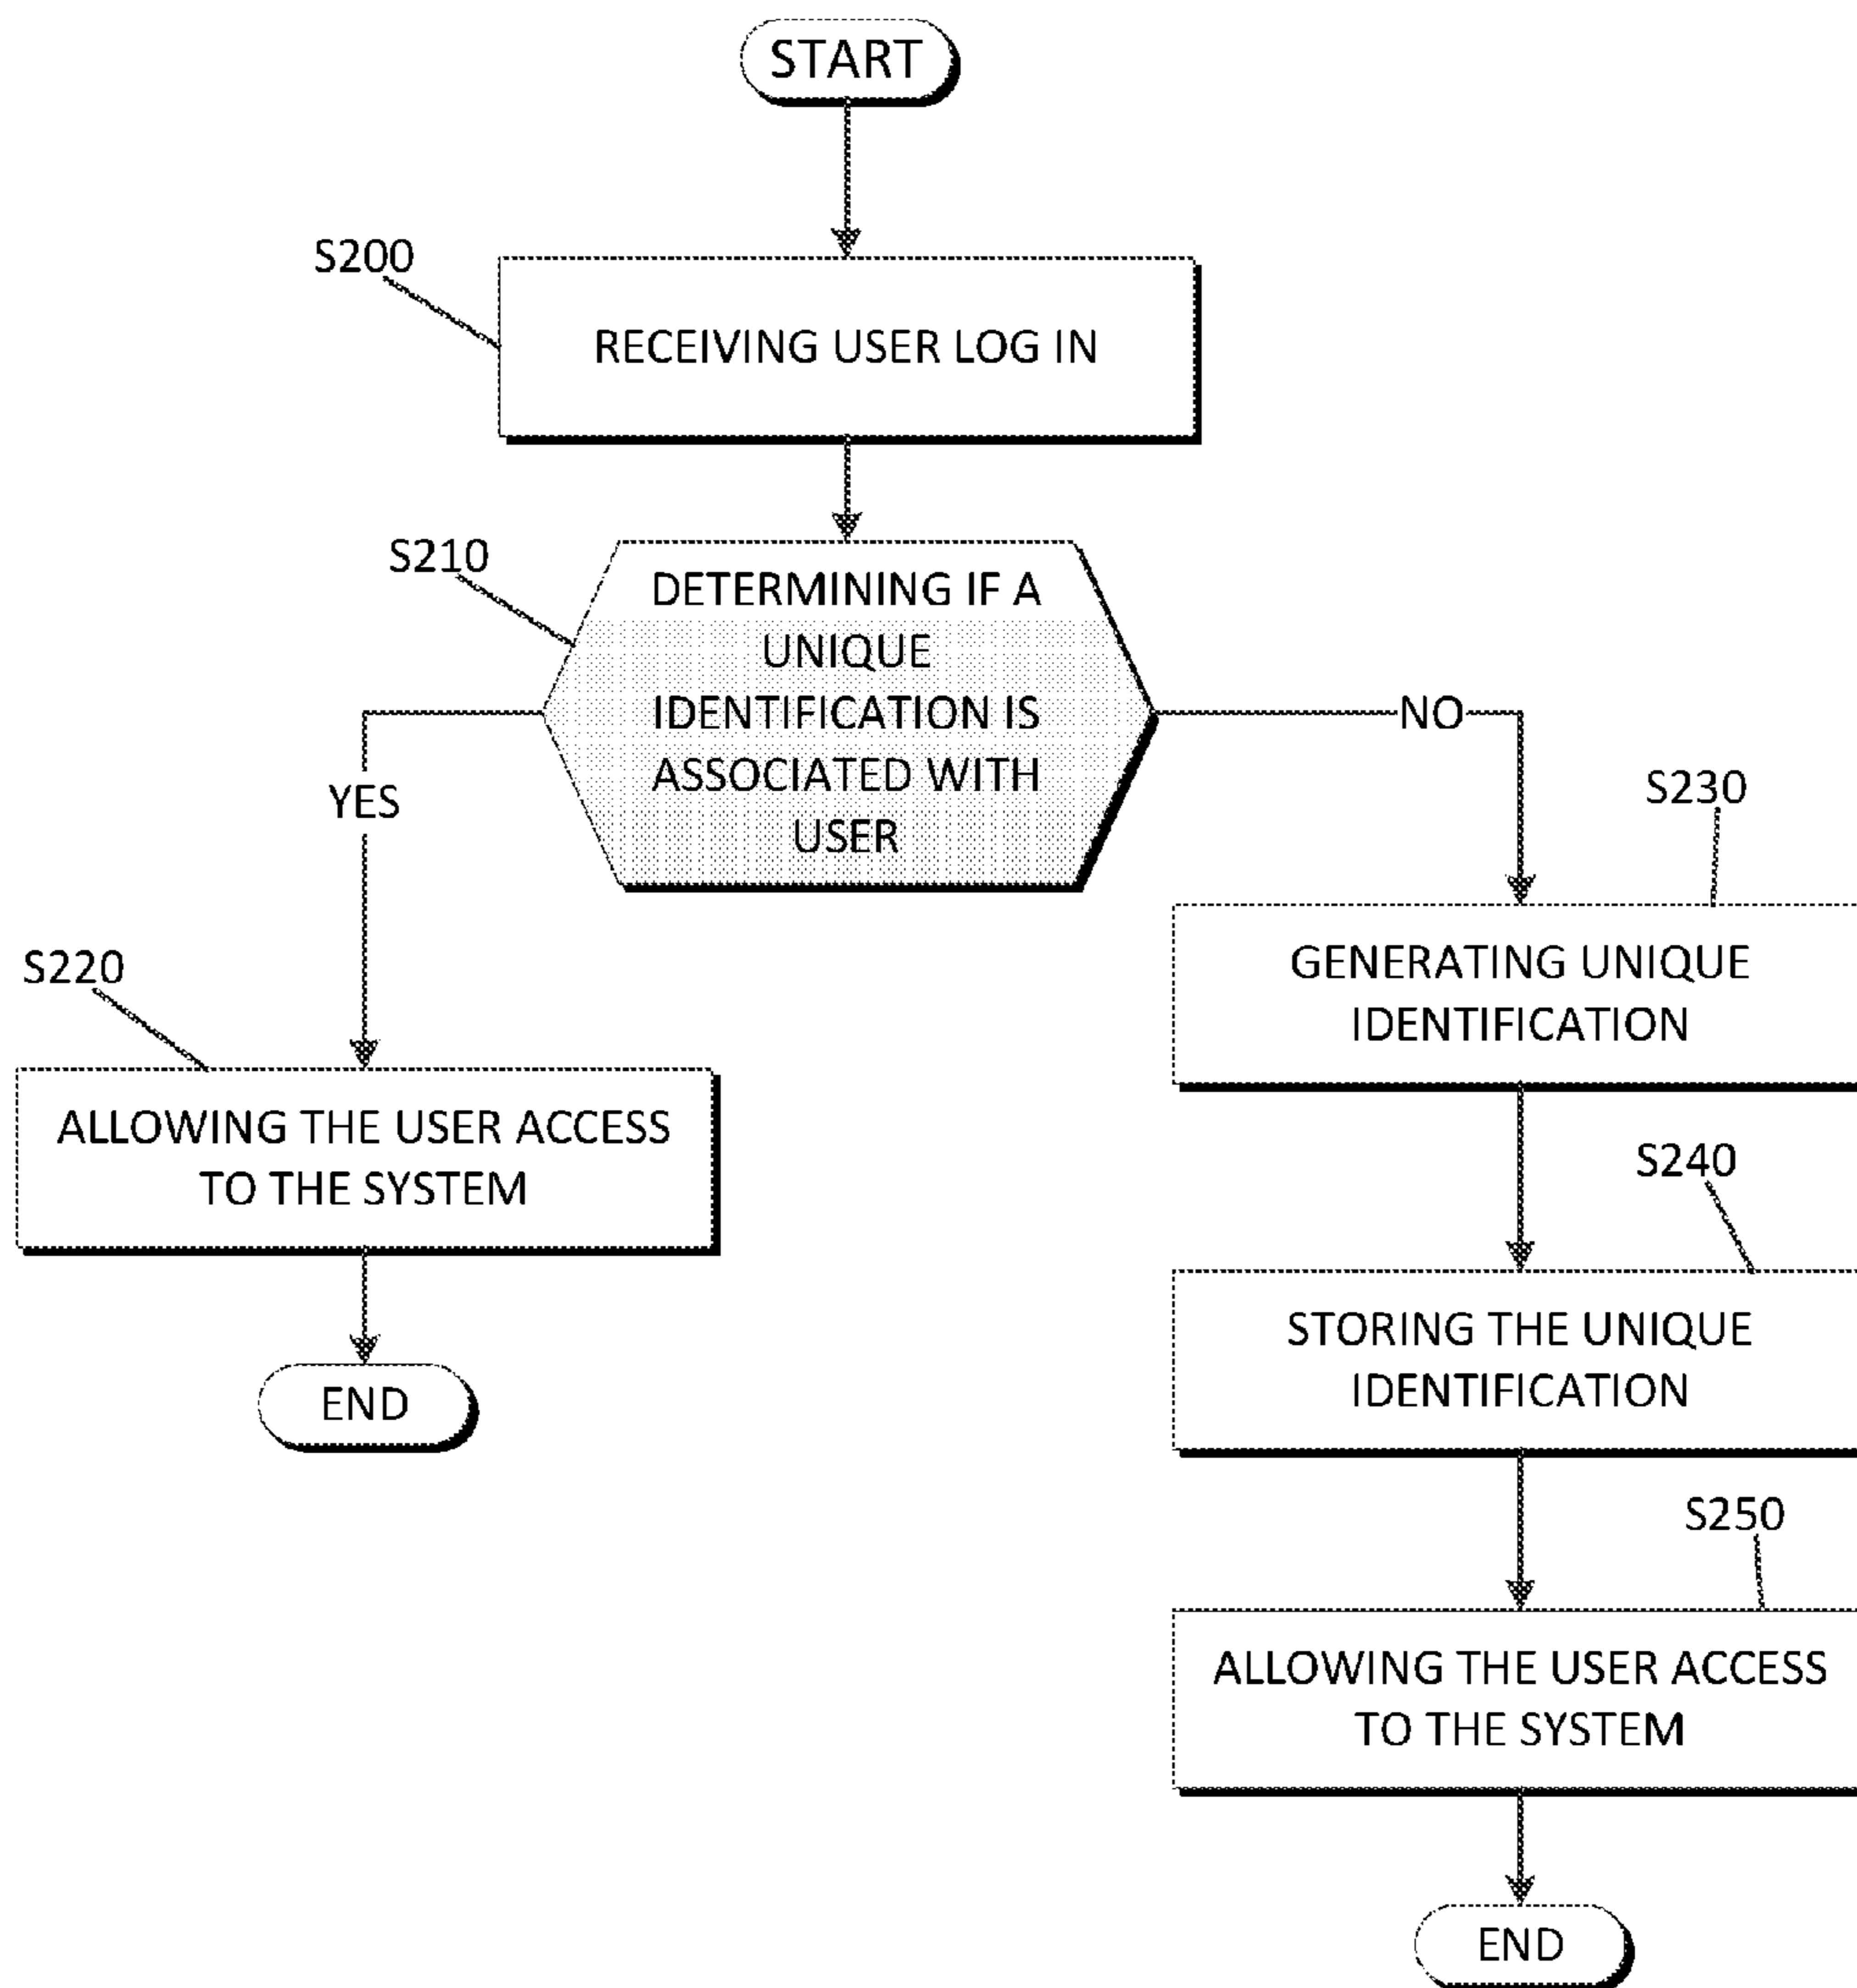 START
S200
RECEIVING USER LOG IN
S210
DETERMINING IF A
UNIQUE
IDENTIFICATION IS
ASSOCIATED WITH
USER
YES
NO
S220
ALLOWING THE USER ACCESS
TO THE SYSTEM
END
S230
GENERATING UNIQUE
IDENTIFICATION
S240
STORING THE UNIQUE
IDENTIFICATION
S250
ALLOWING THE USER ACCESS
TO THE SYSTEM
END